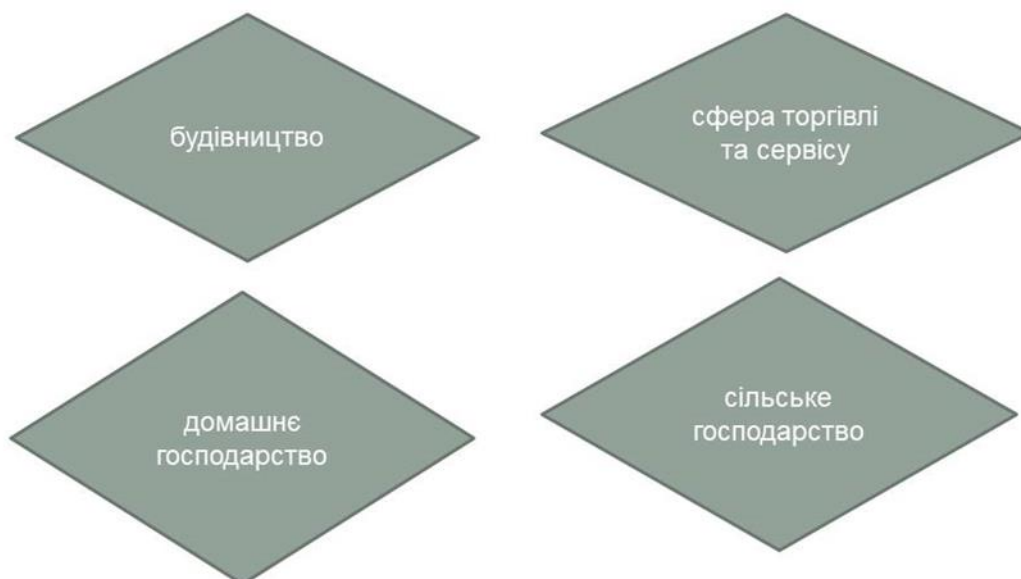 будівництво
сфера торгівлі
та сервісу
домашнє
господарство
сільське
господарство